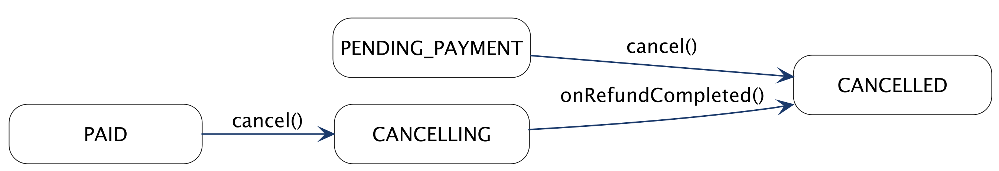 PENDING_PAYMENT
cancel()
CANCELLED
onRefundCompleted()
PAID
cancel()
CANCELLING